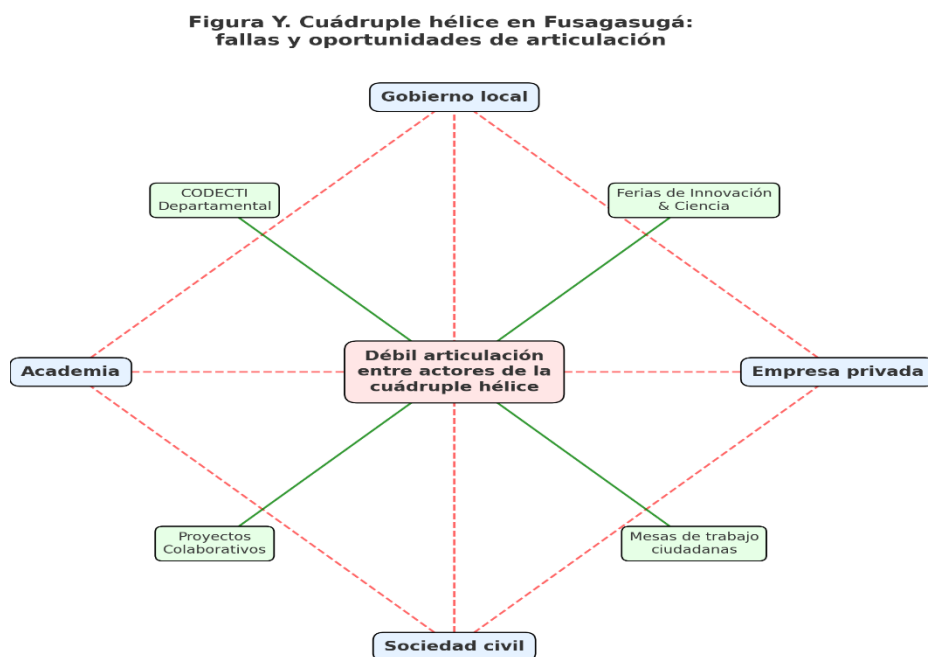 Figura Y. Cuádruple hélice en Fusagasugá:
fallas y oportunidades de articulación
Gobierno local
CODECTI
Departamental
Ferias de Innovación
& Ciencia
Academia
Débil articulación
entre actores de la
cuádruple hélice
Empresa privada
Proyectos
Colaborativos
Mesas de trabajo
ciudadanas
Sociedad civil